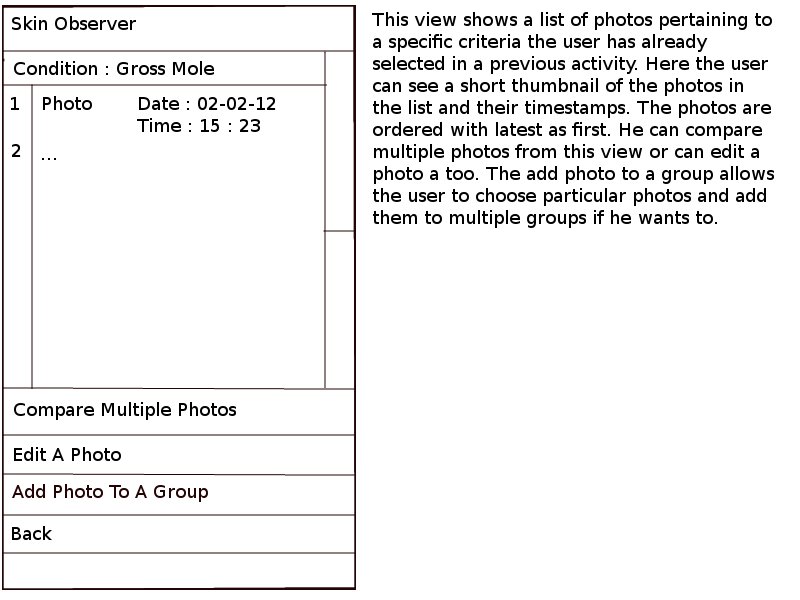 Skin Observer
Condition : Gross Mole
1 Photo Date : 02-02-12
Time : 15 : 23
2 ...
Compare Multiple Photos
Edit A Photo
Add Photo To A Group
Back
This view shows a list of photos pertaining to
a specific criteria the user has already
selected in a previous activity. Here the user
can see a short thumbnail of the photos in
the list and their timestamps. The photos are
ordered with latest as first. He can compare
multiple photos from this view or can edit a
photo a too. The add photo to a group allows
the user to choose particular photos and add
them to multiple groups if he wants to.